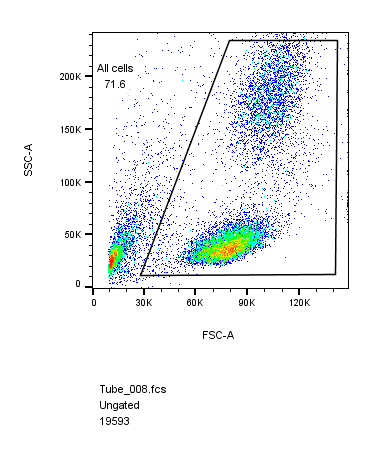 All cells
71.6
200K
150K
100K
50K
0
SSC-A
0 30K 60K 90K 120K
FSC-A
Tube_008.fcs
Ungated
19593